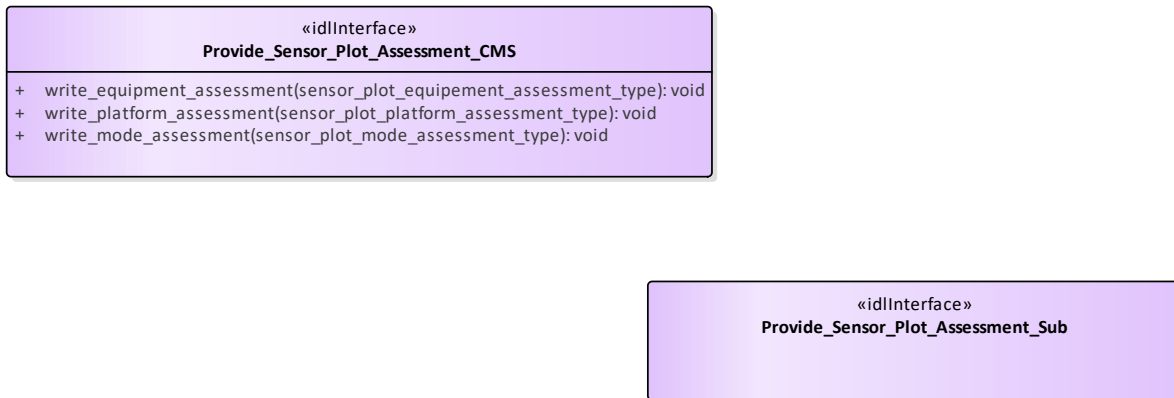 «idlInterface»
Provide_Sensor_Plot_Assessment_CMS
+ write_equipment_assessment(sensor_plot_equipement_assessment_type): void
+ write_platform_assessment(sensor_plot_platform_assessment_type): void
+ write_mode_assessment(sensor_plot_mode_assessment_type): void
«idlInterface»
Provide_Sensor_Plot_Assessment_Sub